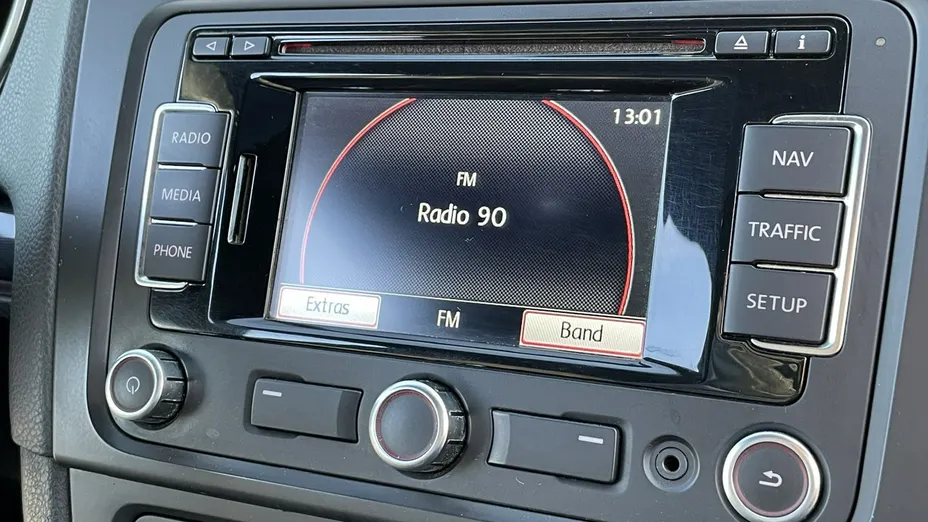 i
RADIO
MEDIA
PHONE
13:01
FM
Radio 90
Extras
FM
Band
NAV
TRAFFIC
SETUP